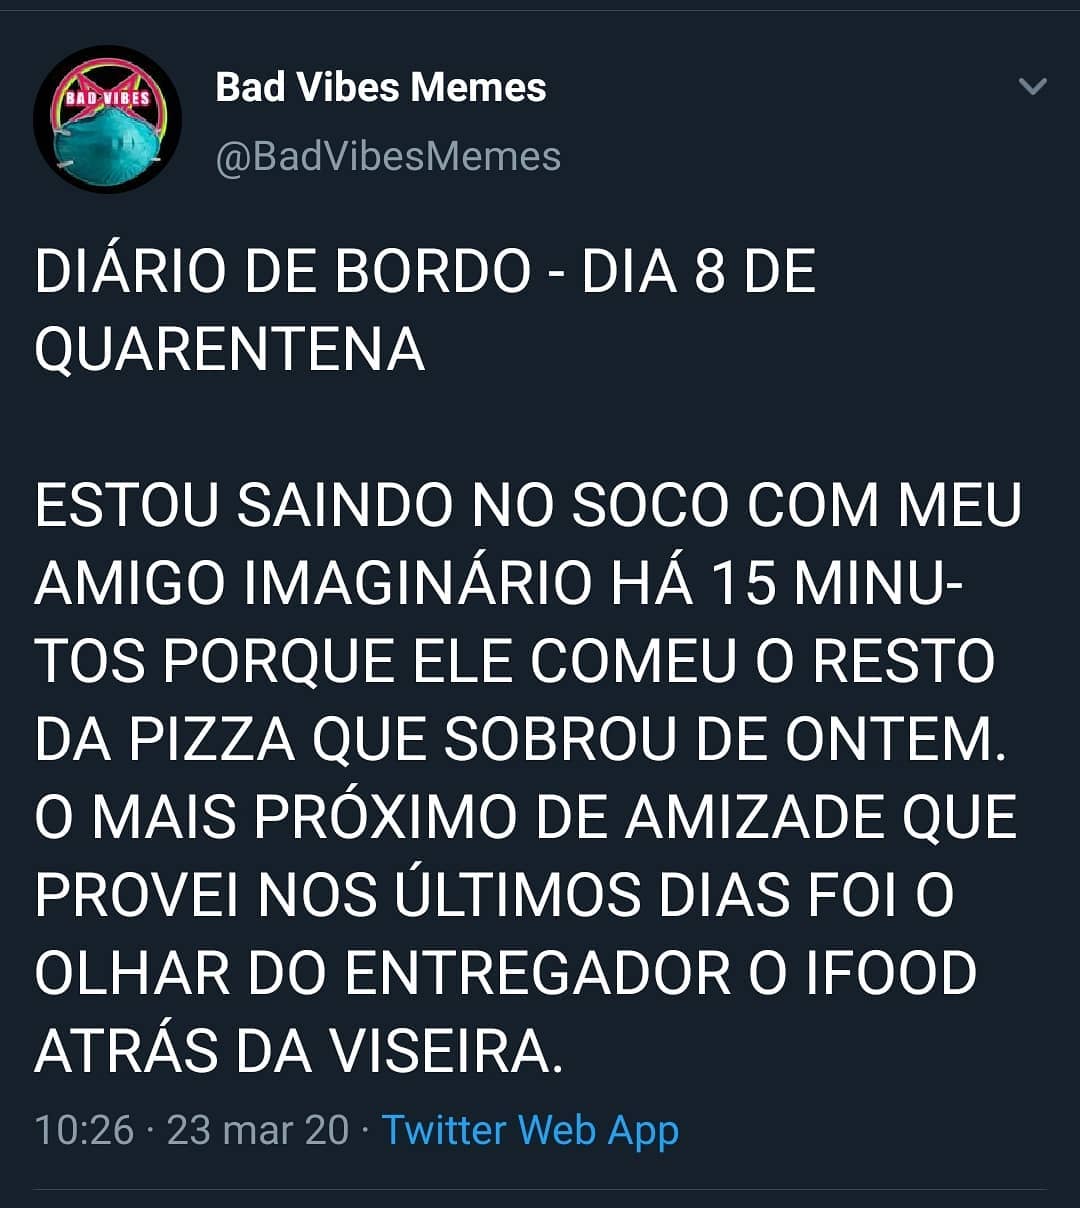 BAD VIBES
Bad Vibes Memes
@BadVibesMemes
DIÁRIO DE BORDO - DIA 8 DE
QUARENTENA
ESTOU SAINDO NO SOCO COM MEU
AMIGO IMAGINÁRIO HÁ 15 MINU-
TOS PORQUE ELE COMEU O RESTO
DA PIZZA QUE SOBROU DE ONTEM.
O MAIS PRÓXIMO DE AMIZADE QUE
PROVEI NOS ÚLTIMOS DIAS FOI O
OLHAR DO ENTREGADOR O IFOOD
ATRÁS DA VISEIRA.
10:26 · 23 mar 20 · Twitter Web App